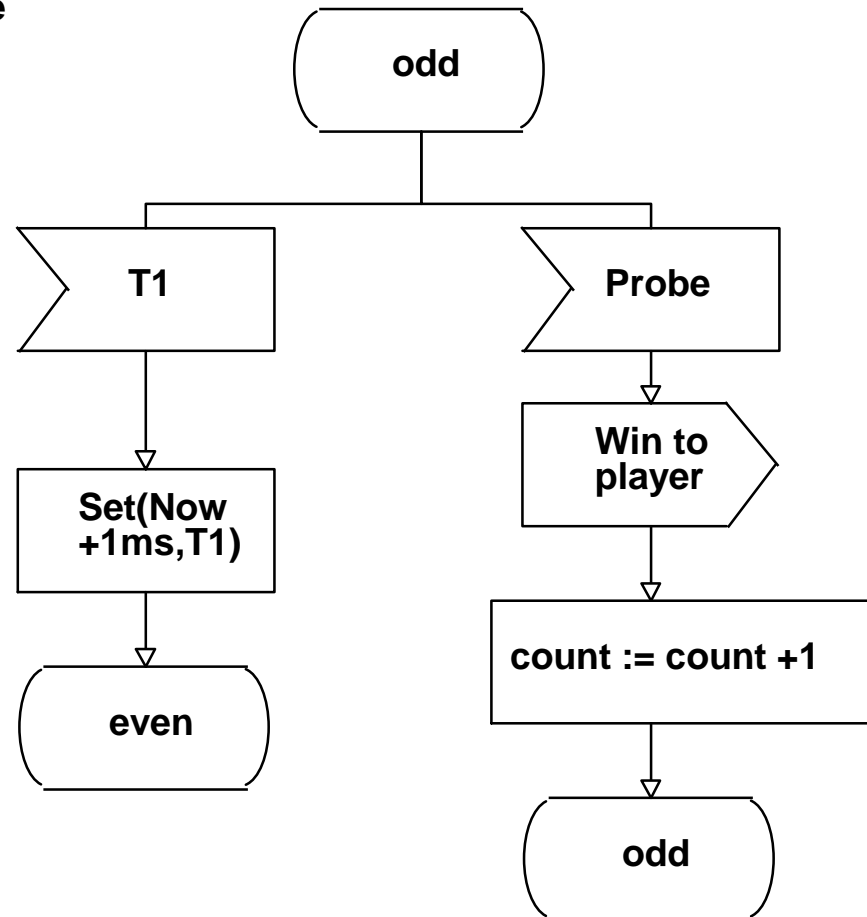 e
odd
T1
Probe
Win to
player
Set(Now
+1ms,T1)
count := count +1
even
odd